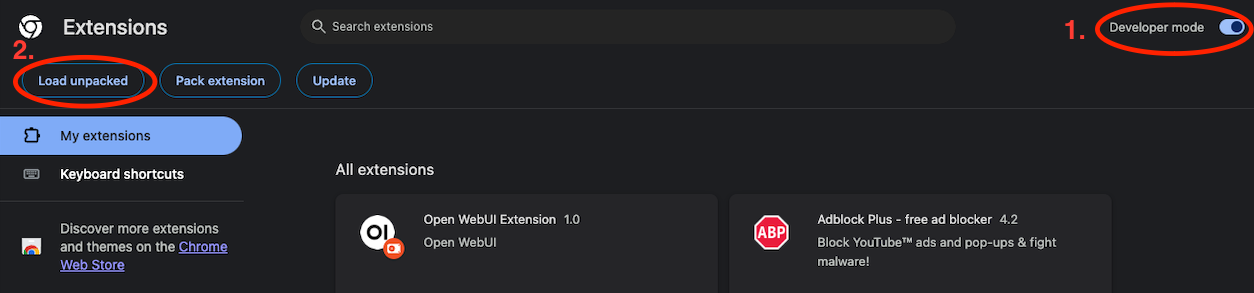 Extensions
Search extensions
1.
Developer mode
2.
Load unpacked
Pack extension
Update
My extensions
Keyboard shortcuts
Discover more extensions
and themes on the Chrome
Web Store
All extensions
OI
Open WebUI Extension 1.0
Open WebUI
ABP
Adblock Plus - free ad blocker 4.2
Block YouTube™ ads and pop-ups & fight
malware!